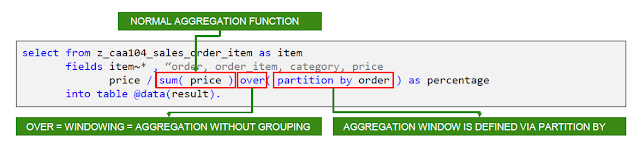 NORMAL AGGREGATION FUNCTION
select from z_caa104_sales_order_item as item
fields item~* , “order, order_item, category, price
price / sum( price ) over( partition by order ) as percentage
into table @data(result).
OVER = WINDOWING = AGGREGATION WITHOUT GROUPING
AGGREGATION WINDOW IS DEFINED VIA PARTITION BY